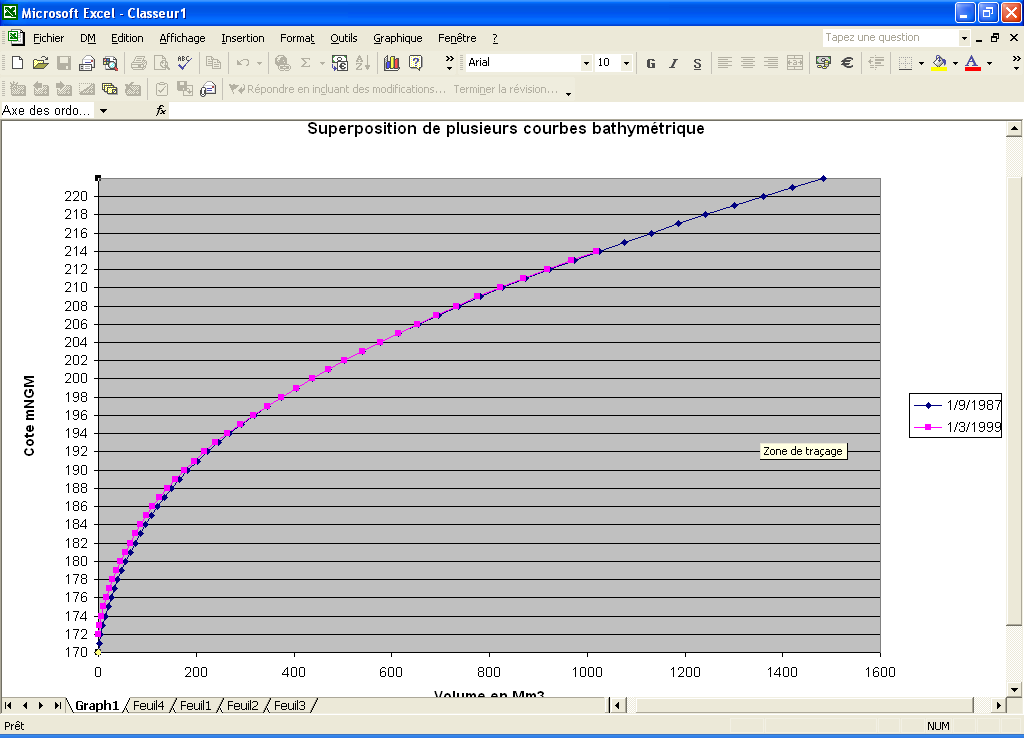 Microsoft Excel - Classeur1
Fichier DM Edition Affichage Insertion Format Outils Graphique Fenêtre ? Tapez une question
Arial 10 G I S
Répondre en incluant des modifications... Terminer la révision...
Axe des ordo... fx
Superposition de plusieurs courbes bathymétrique
220
218
216
214
212
210
208
206
204
202
200
198
196
194
192
190
188
186
184
182
180
178
176
174
172
170
Cote mNGM
0 200 400 600 800 1000 1200 1400 1600
Volume en Mm3
1/9/1987
1/3/1999
Zone de traçage
Graph1 Feuil4 Feuil1 Feuil2 Feuil3
Prêt NUM